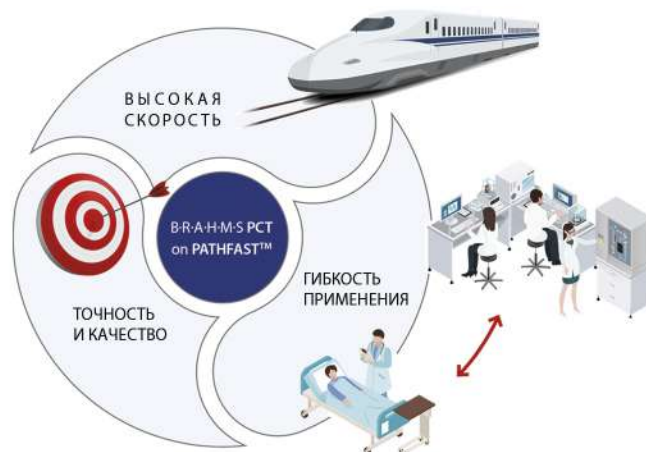 ВЫСОКАЯ
СКОРОСТЬ
B·R·A·H·M·S PCT
on PATHFAST™
ГИБКОСТЬ
ПРИМЕНЕНИЯ
ТОЧНОСТЬ
И КАЧЕСТВО